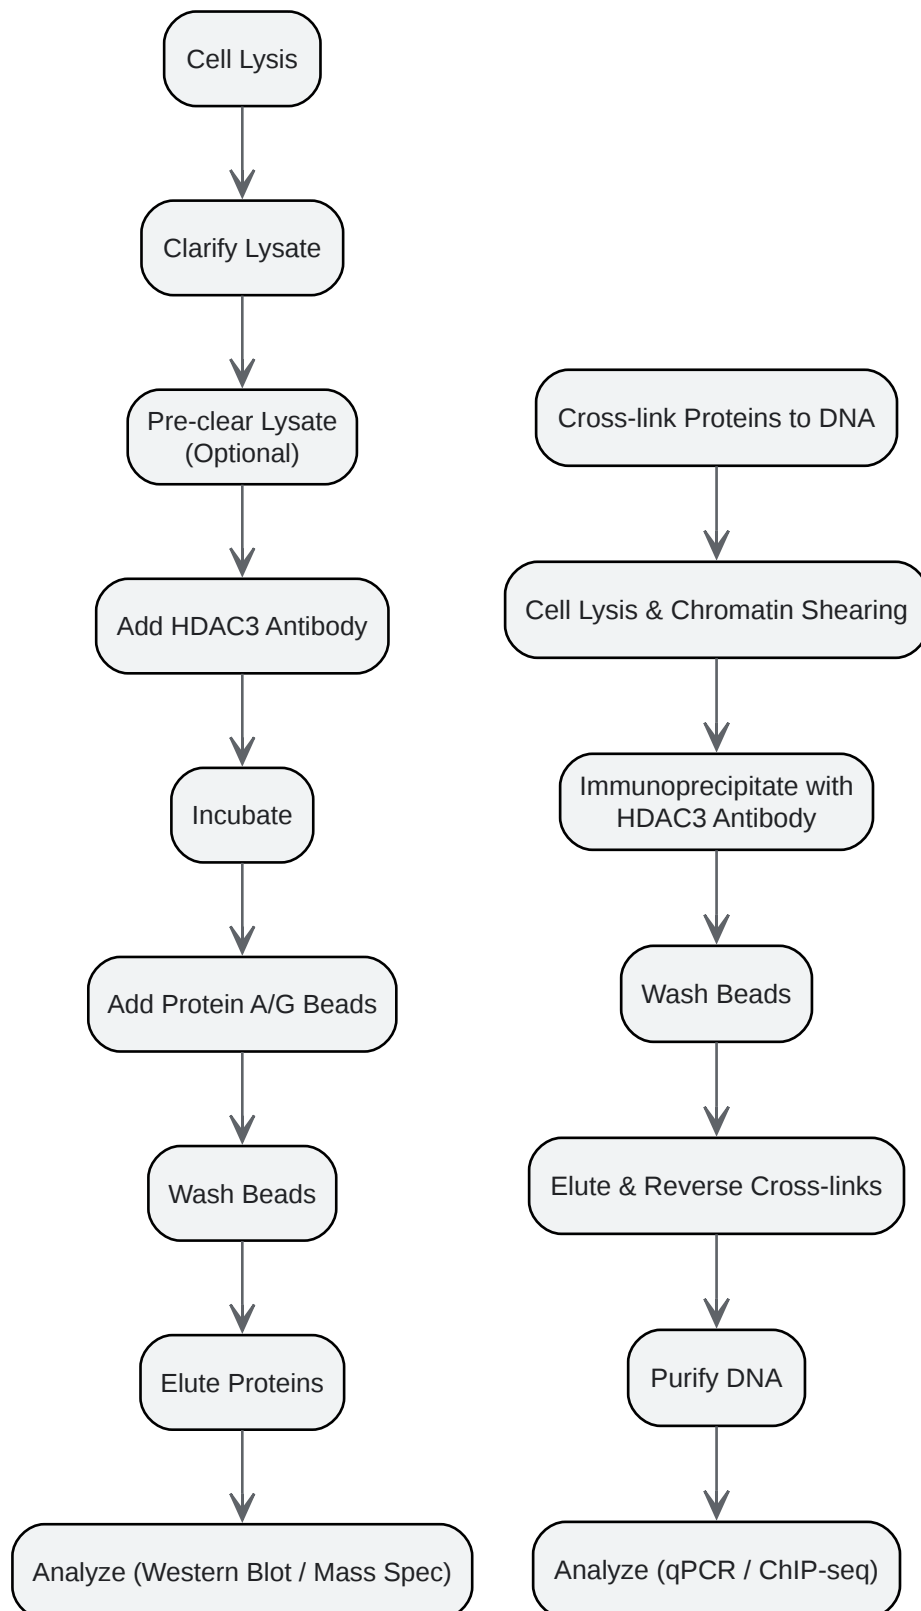 Cell Lysis
Clarify Lysate
Pre-clear Lysate
(Optional)
Add HDAC3 Antibody
Incubate
Add Protein A/G Beads
Wash Beads
Elute Proteins
Analyze (Western Blot / Mass Spec)
Cross-link Proteins to DNA
Cell Lysis & Chromatin Shearing
Immunoprecipitate with
HDAC3 Antibody
Wash Beads
Elute & Reverse Cross-links
Purify DNA
Analyze (qPCR / ChIP-seq)